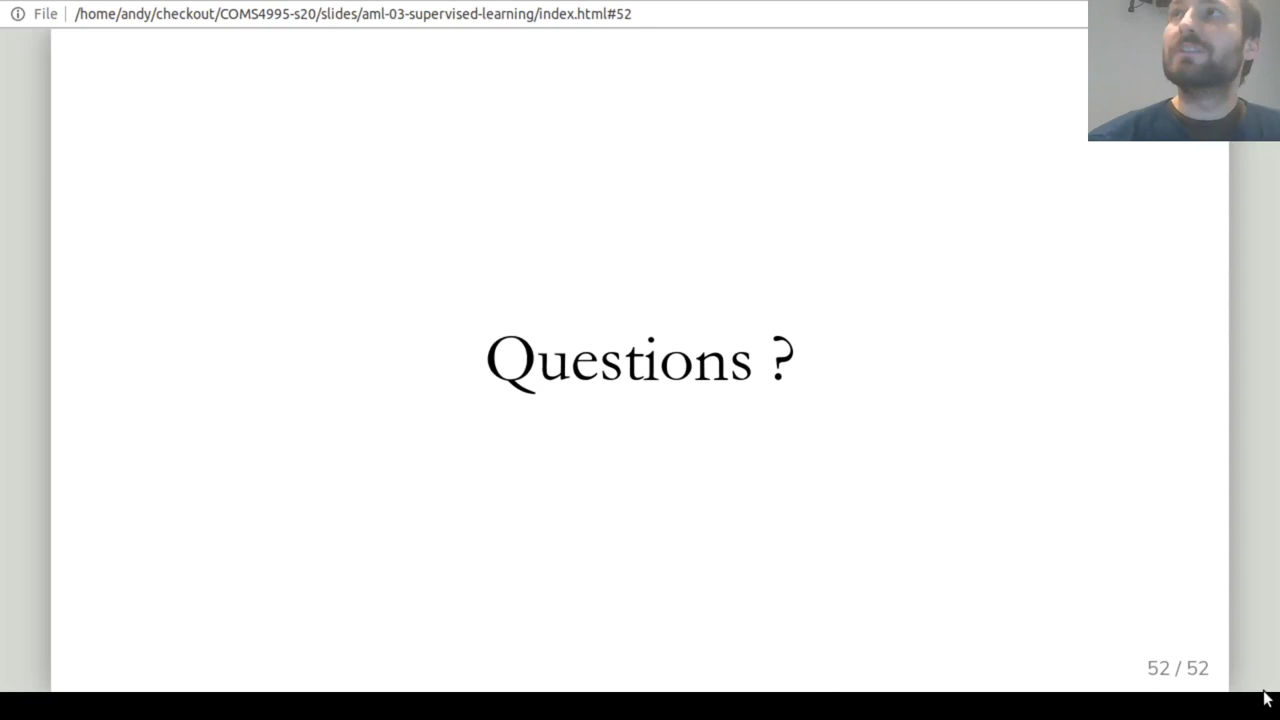 File /home/andy/checkout/COMS4995-s20/slides/aml-03-supervised-learning/index.html#52
Questions ?
52 / 52